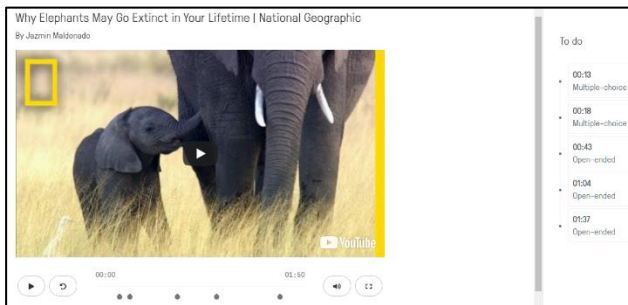 Why Elephants May Go Extinct in Your Lifetime | National Geographic
By Jazmin Maldonado
To do
00:13
Multiple-choice
00:18
Multiple-choice
00:43
Open-ended
01:04
Open-ended
01:37
Open-ended
YouTube
00:00
01:50